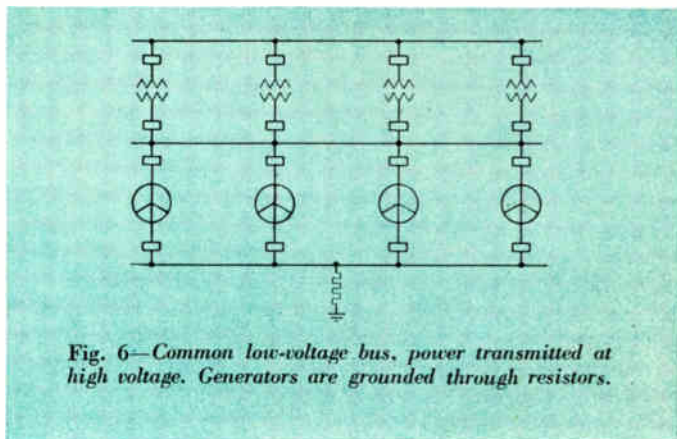 Fig. 6—Common low-voltage bus, power transmitted at
high voltage. Generators are grounded through resistors.